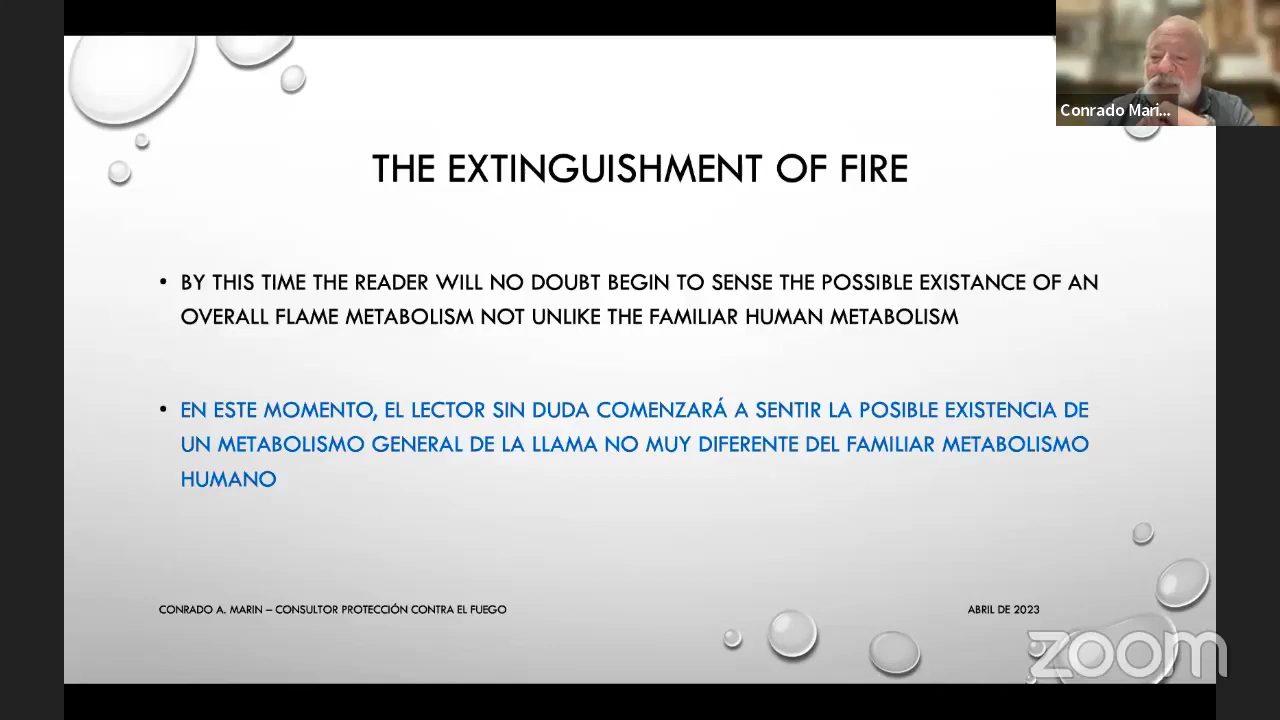 Conrado Mari...
THE EXTINGUISHMENT OF FIRE
• BY THIS TIME THE READER WILL NO DOUBT BEGIN TO SENSE THE POSSIBLE EXISTANCE OF AN
OVERALL FLAME METABOLISM NOT UNLIKE THE FAMILIAR HUMAN METABOLISM
• EN ESTE MOMENTO, EL LECTOR SIN DUDA COMENZARÁ A SENTIR LA POSIBLE EXISTENCIA DE
UN METABOLISMO GENERAL DE LA LLAMA NO MUY DIFERENTE DEL FAMILIAR METABOLISMO
HUMANO
CONRADO A. MARIN – CONSULTOR PROTECCIÓN CONTRA EL FUEGO
ABRIL DE 2023
zoom